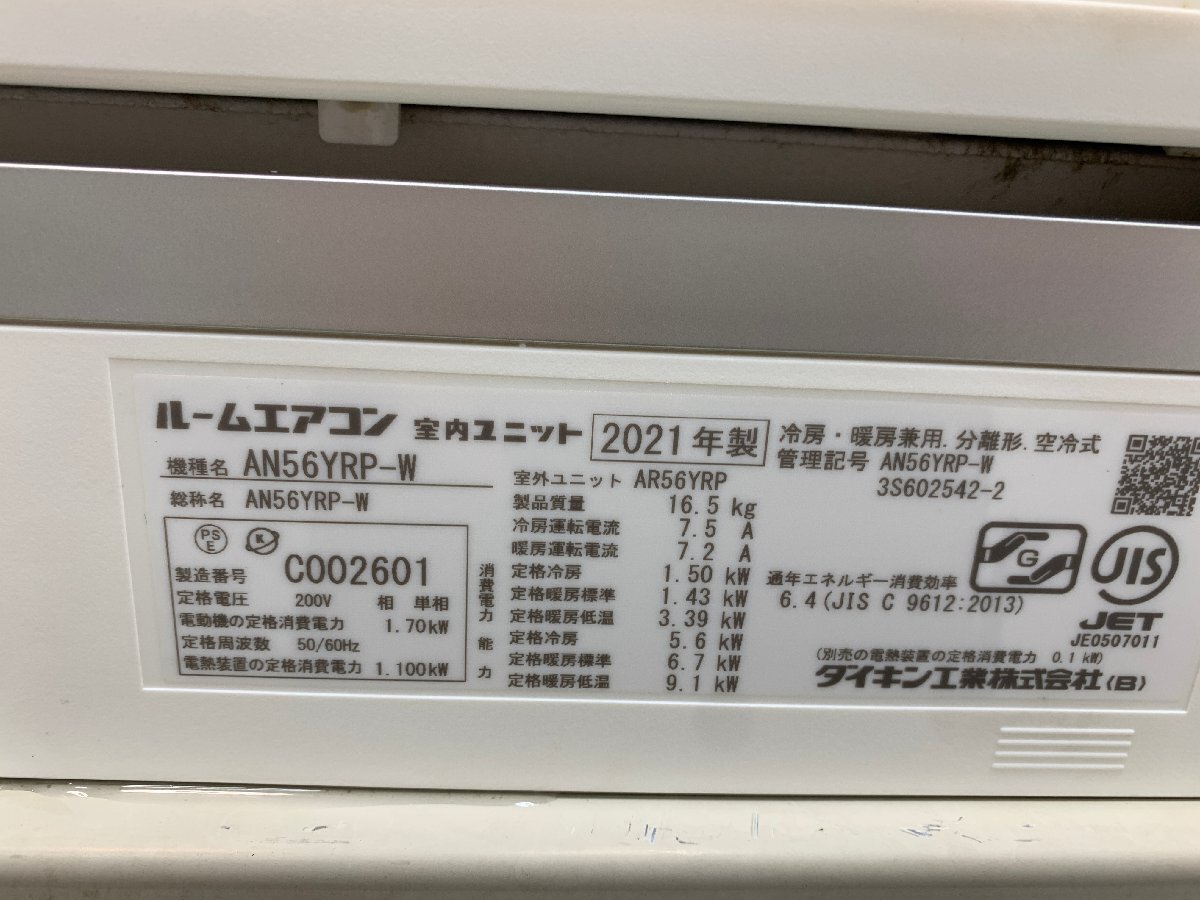 ルームエアコン 室内ユニット 2021年製
機種名 AN56YRP-W
総称名 AN56YRP-W
PS
E
K
製造番号 C002601
定格電圧 200V 相 単相
電動機の定格消費電力 1.70kW
定格周波数 50/60Hz
電熱装置の定格消費電力 1.100kW
室外ユニット AR56YRP
製品質量 16.5 kg
冷房運転電流 7.5 A
暖房運転電流 7.2 A
消費電力
定格冷房 1.50 kW
定格暖房標準 1.43 kW
定格暖房低温 3.39 kW
能力
定格冷房 5.6 kW
定格暖房標準 6.7 kW
定格暖房低温 9.1 kW
冷房・暖房兼用.分離形.空冷式
管理記号 AN56YRP-W
3S602542-2
通年エネルギー消費効率
6.4(JIS C 9612:2013)
G
JIS
JET
JE0507011
(別売の電熱装置の定格消費電力 0.1 kW)
ダイキン工業株式会社(B)